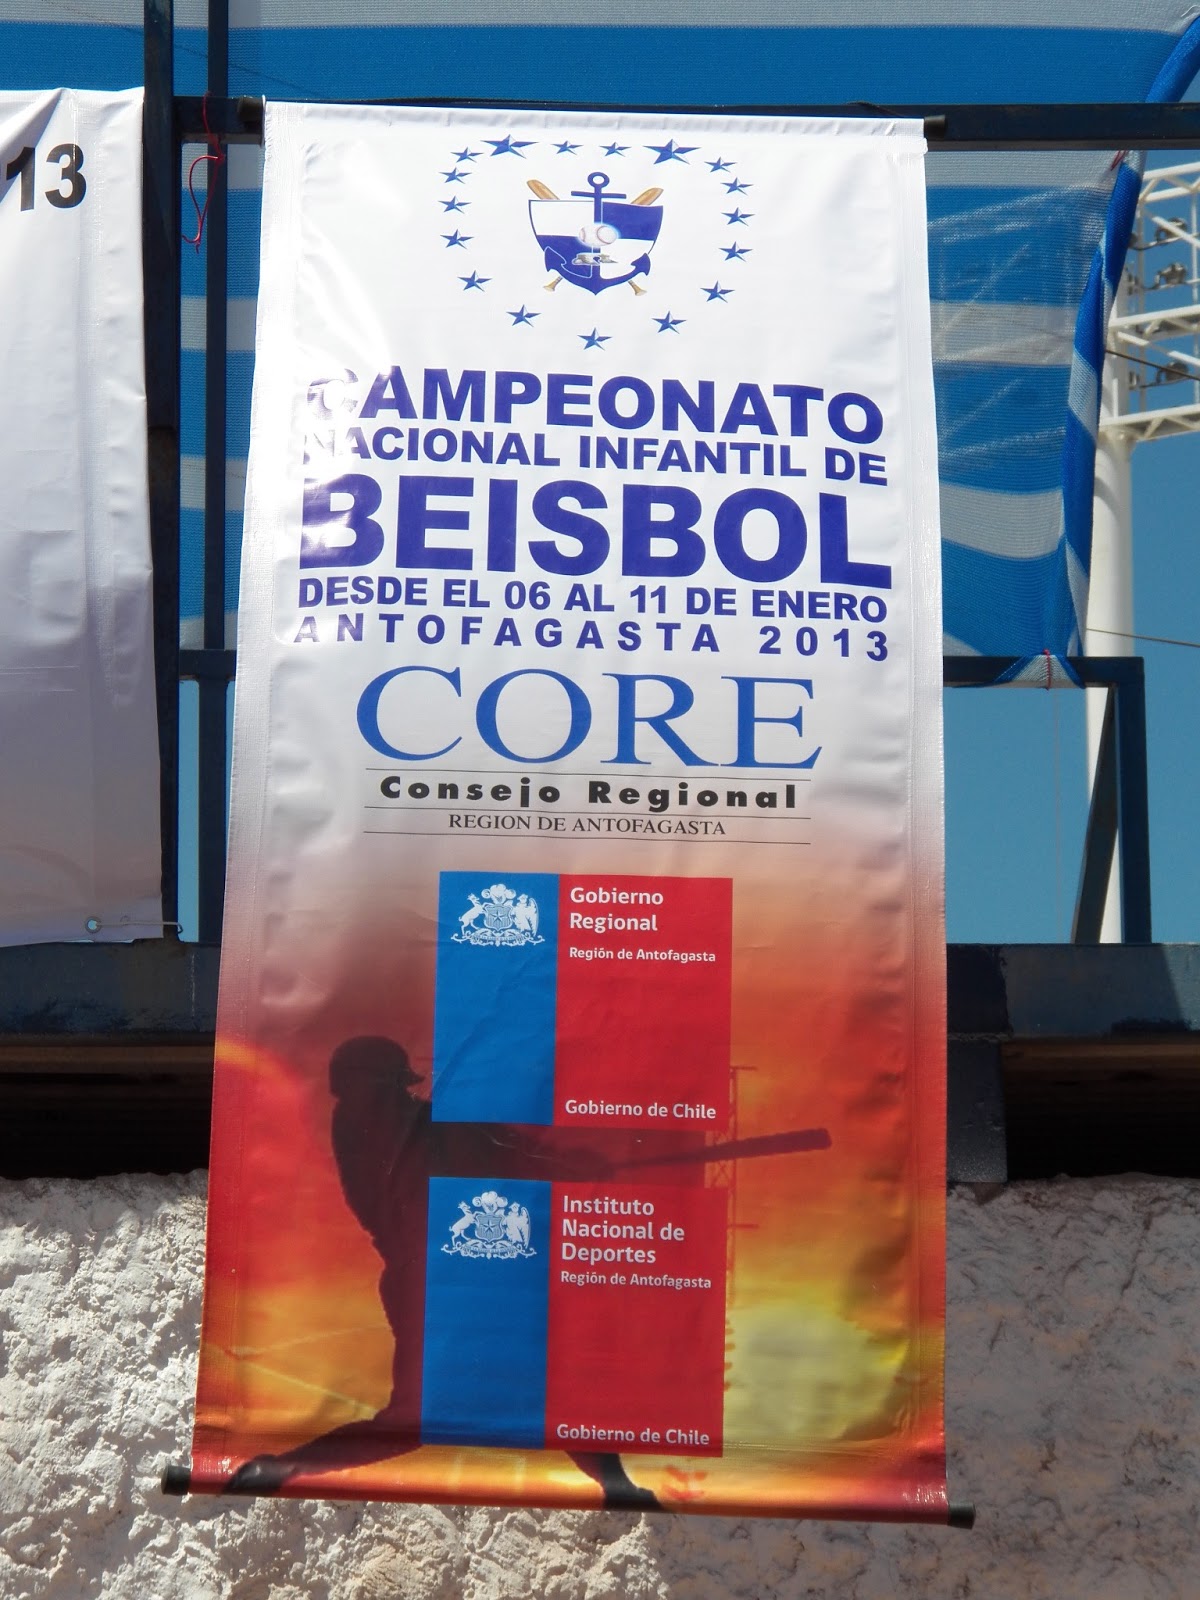 13
CAMPEONATO
NACIONAL INFANTIL DE
BEISBOL
DESDE EL 06 AL 11 DE ENERO
ANTOFAGASTA 2013
CORE
Consejo Regional
REGION DE ANTOFAGASTA
Gobierno
Regional
Región de Antofagasta
Gobierno de Chile
Instituto
Nacional de
Deportes
Región de Antofagasta
Gobierno de Chile